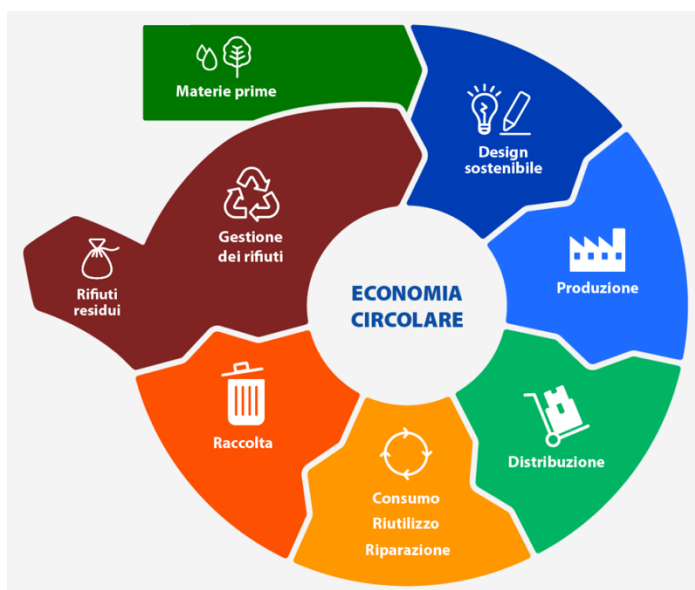 Materie prime
Design
sostenibile
Produzione
Distribuzione
Consumo
Riutilizzo
Riparazione
Raccolta
Gestione
dei rifiuti
Rifiuti
residui
ECONOMIA
CIRCOLARE